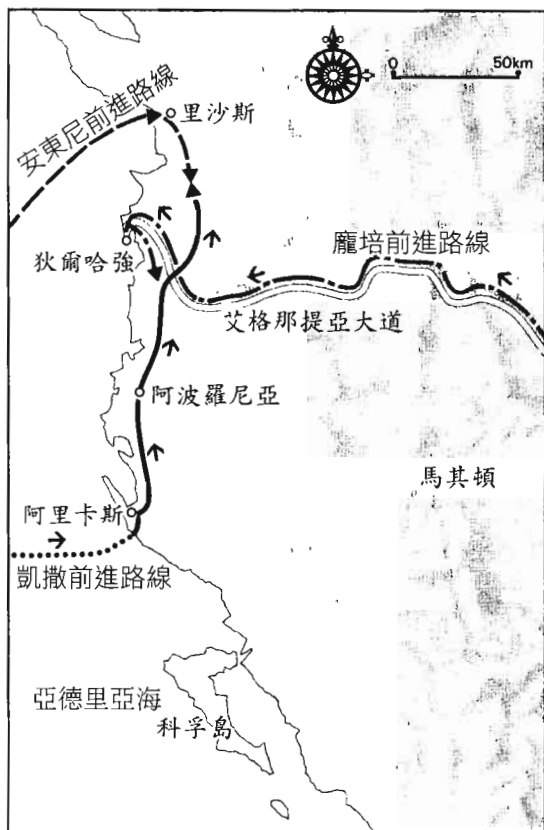 0 50km
里沙斯
安東尼前進路線
狄爾哈強
龐培前進路線
艾格那提亞大道
阿波羅尼亞
馬其頓
阿里卡斯
凱撒前進路線
亞德里亞海
科孚島